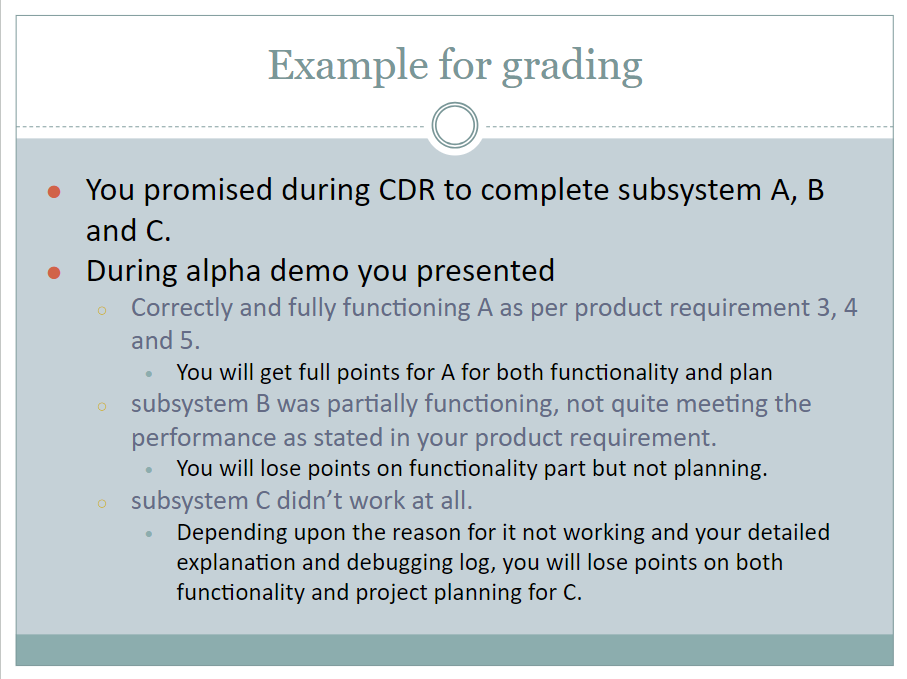 Example for grading
You promised during CDR to complete subsystem A, B
and C.
During alpha demo you presented
Correctly and fully functioning A as per product requirement 3, 4
and 5.
You will get full points for A for both functionality and plan
subsystem B was partially functioning, not quite meeting the
performance as stated in your product requirement.
You will lose points on functionality part but not planning.
subsystem C didn’t work at all.
Depending upon the reason for it not working and your detailed
explanation and debugging log, you will lose points on both
functionality and project planning for C.